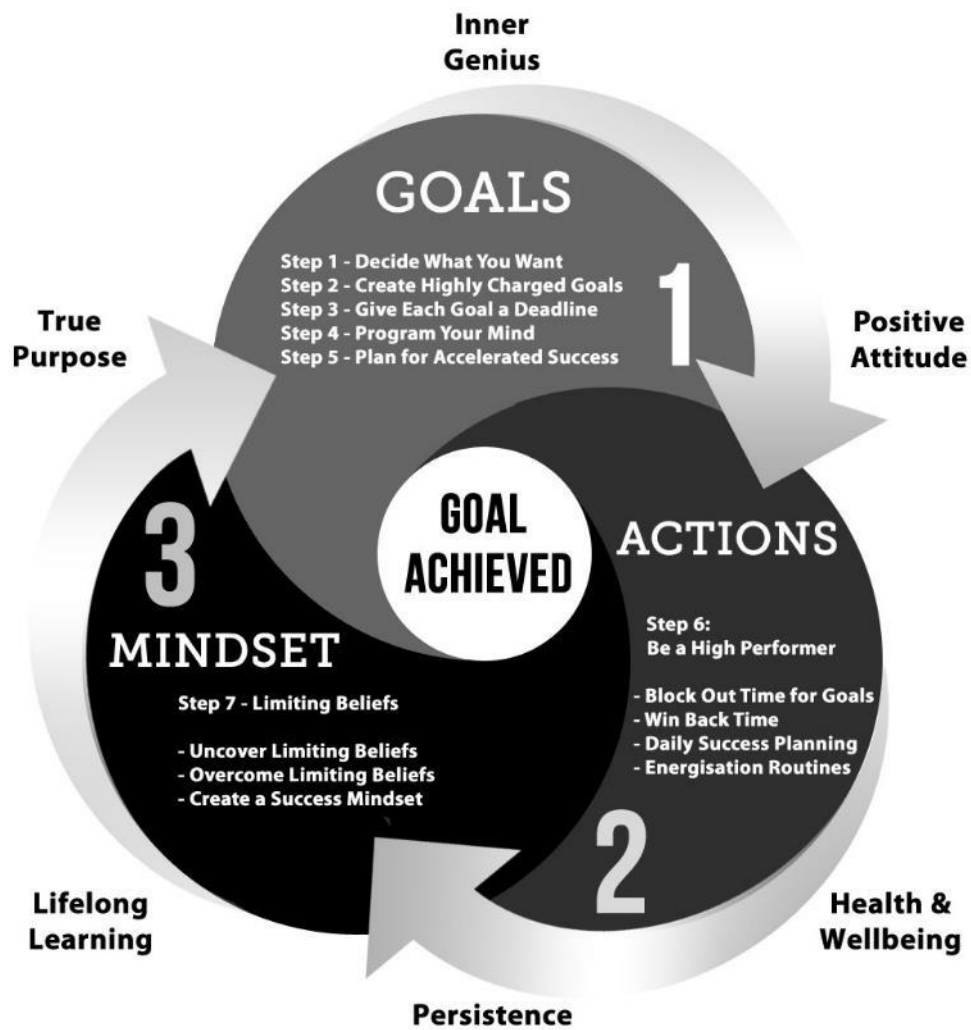 Inner
Genius
GOALS
Step 1 - Decide What You Want
Step 2 - Create Highly Charged Goals
Step 3 - Give Each Goal a Deadline
Step 4 - Program Your Mind
Step 5 - Plan for Accelerated Success
1
True
Purpose
Positive
Attitude
GOAL
ACHIEVED
ACTIONS
Step 6:
Be a High Performer
- Block Out Time for Goals
- Win Back Time
- Daily Success Planning
- Energisation Routines
2
3
MINDSET
Step 7 - Limiting Beliefs
- Uncover Limiting Beliefs
- Overcome Limiting Beliefs
- Create a Success Mindset
Lifelong
Learning
Health &
Wellbeing
Persistence